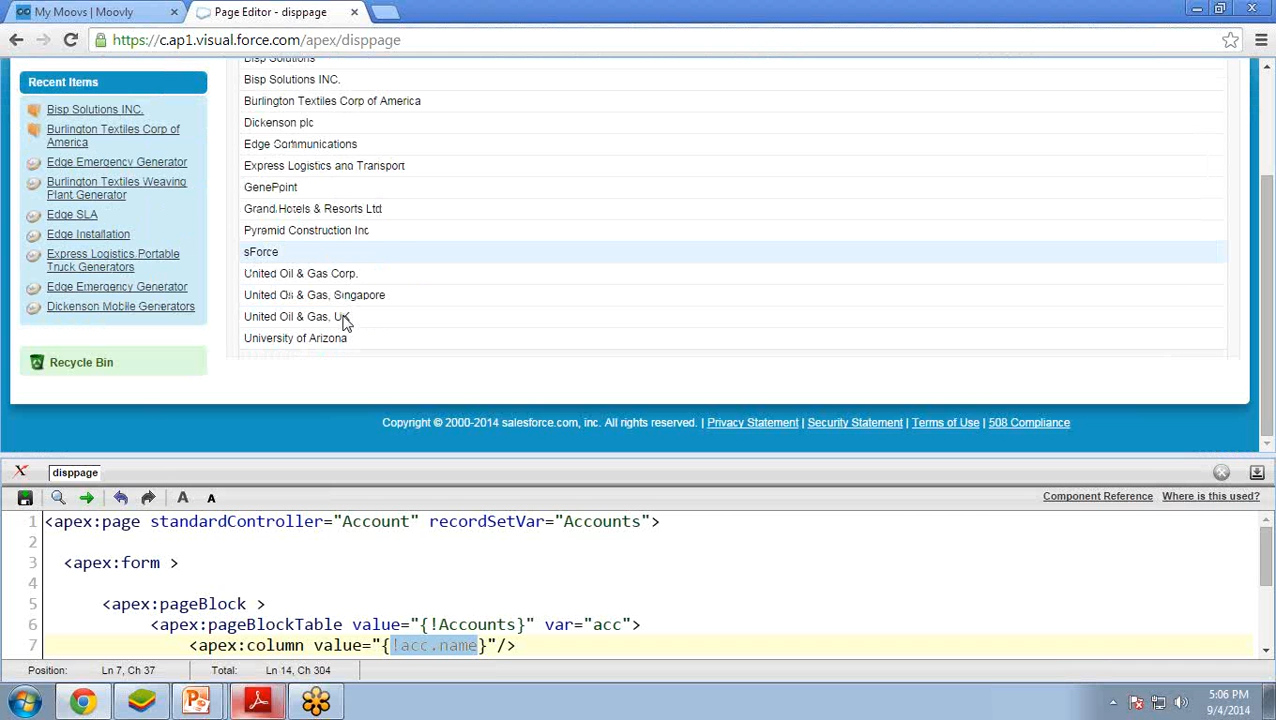 My Moovs | Moovly
Page Editor - disppage
https://c.ap1.visual.force.com/apex/disppage
Recent Items
Bisp Solutions INC.
Burlington Textiles Corp of
America
Edge Emergency Generator
Burlington Textiles Weaving
Plant Generator
Edge SLA
Edge Installation
Express Logistics Portable
Truck Generators
Edge Emergency Generator
Dickenson Mobile Generators
Recycle Bin
Bisp Solutions
Bisp Solutions INC.
Burlington Textiles Corp of America
Dickenson plc
Edge Communications
Express Logistics and Transport
GenePoint
Grand Hotels & Resorts Ltd
Pyramid Construction Inc
sForce
United Oil & Gas Corp.
United Oil & Gas, Singapore
United Oil & Gas, UK
University of Arizona
Copyright © 2000-2014 salesforce.com, inc. All rights reserved. | Privacy Statement | Security Statement | Terms of Use | 508 Compliance
disppage
A A Component Reference Where is this used?
1 <apex:page standardController="Account" recordSetVar="Accounts">
2
3 <apex:form >
4
5 <apex:pageBlock >
6 <apex:pageBlockTable value="{!Accounts}" var="acc">
7 <apex:column value="{!acc.name}"/>
Position: Ln 7, Ch 37 Total: Ln 14, Ch 304
5:06 PM
9/4/2014